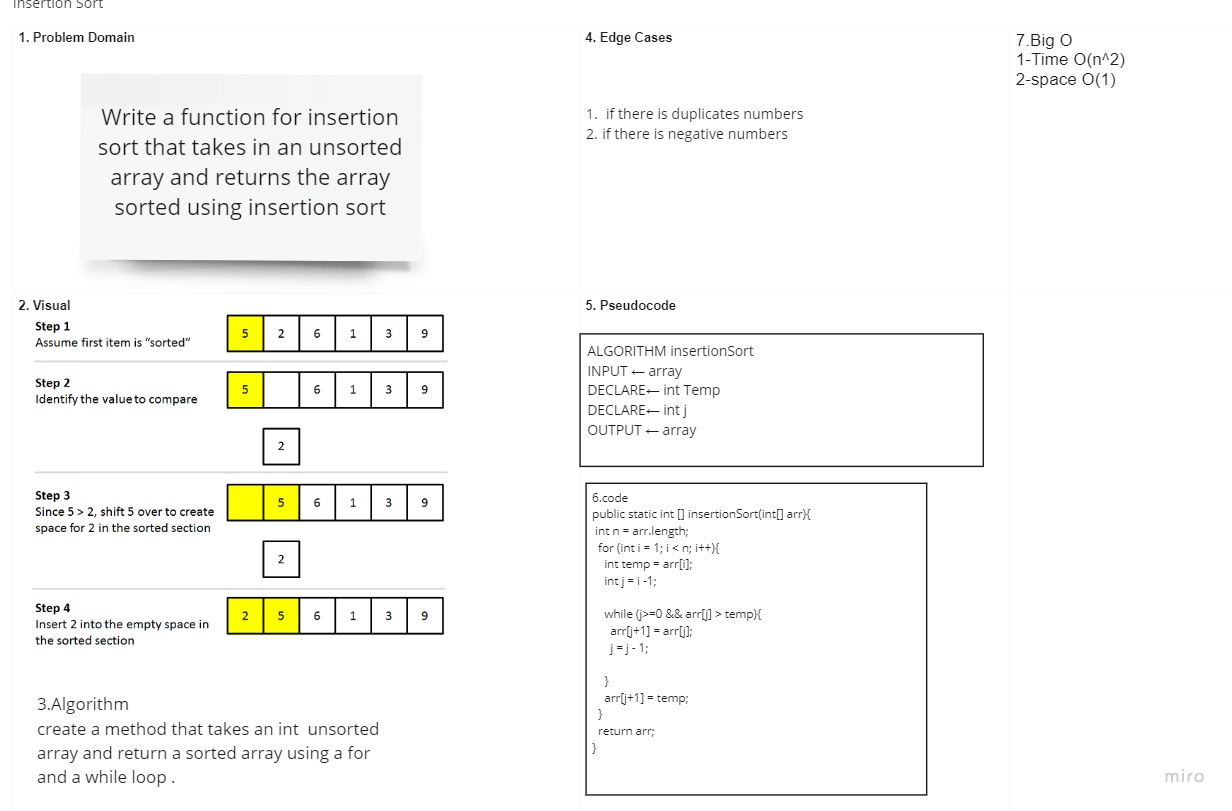 Insertion Sort
1. Problem Domain
Write a function for insertion
sort that takes in an unsorted
array and returns the array
sorted using insertion sort
2. Visual
Step 1
Assume first item is “sorted”
5 2 6 1 3 9
Step 2
Identify the value to compare
5 6 1 3 9
2
Step 3
Since 5 > 2, shift 5 over to create
space for 2 in the sorted section
5 6 1 3 9
2
Step 4
Insert 2 into the empty space in
the sorted section
2 5 6 1 3 9
3.Algorithm
create a method that takes an int unsorted
array and return a sorted array using a for
and a while loop .
4. Edge Cases
1. if there is duplicates numbers
2. if there is negative numbers
5. Pseudocode
ALGORITHM insertionSort
INPUT ← array
DECLARE← int Temp
DECLARE← int j
OUTPUT ← array
6.code
public static int [] insertionSort(int[] arr){
int n = arr.length;
for (int i = 1; i < n; i++){
int temp = arr[i];
int j = i -1;
while (j>=0 && arr[j] > temp){
arr[j+1] = arr[j];
j = j - 1;
}
arr[j+1] = temp;
}
return arr;
}
7.Big O
1-Time O(n^2)
2-space O(1)
miro